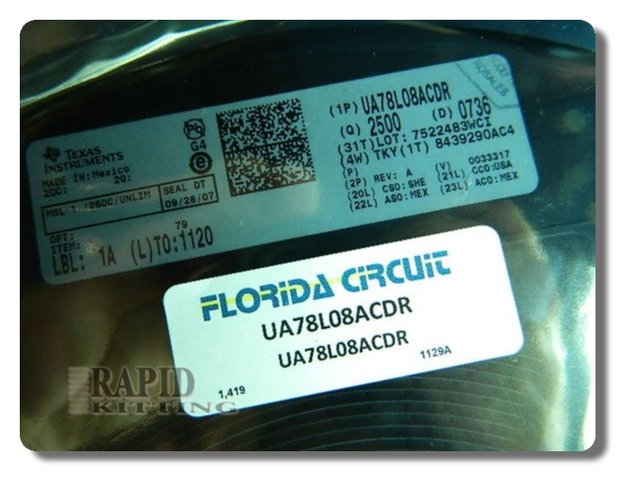 TEXAS
INSTRUMENTS
MADE IN: Mexico
2DC: 2Q:
MSL 1 /260C/UNLIM
SEAL DT
09/28/07
OPT:
ITEM: 79
LBL: 1A (L)TO:1120
Pb
G4
e
(1P) UA78L08ACDR
(Q) 2500 (D) 0736
(31T)LOT: 7522483WCI
(4W) TKY(1T) 8439290AC4
(P)
(2P) REV: A (V) 0033317
(20L) CSO:SHE (21L) CCO:USA
(22L) ASO:MEX (23L) ACO:MEX
FLORIDA CIRCUIT
UA78L08ACDR
UA78L08ACDR
1,419 1129A
RAPID
KITTING